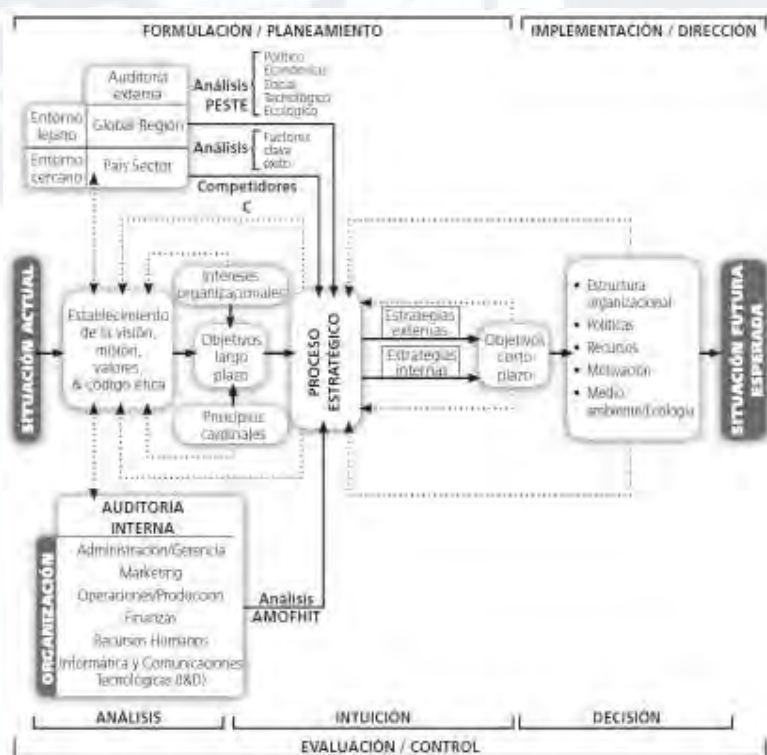 FORMULACIÓN / PLANEAMIENTO
IMPLEMENTACIÓN / DIRECCIÓN
Auditoría
externa
Entorno
lejano
Global Región
Entorno
cercano
País Sector
Análisis
PESTE
Político
Económico
Social
Tecnológico
Ecológico
Análisis
Factores
clave
éxito
Competidores
C
SITUACIÓN ACTUAL
Establecimiento
de la visión,
misión,
valores,
& código ética
Intereses
organizacionales
Objetivos
largo
plazo
Principios
cardinales
PROCESO
ESTRATÉGICO
Estrategias
externas
Estrategias
internas
Objetivos
corto
plazo
• Estructura
organizacional
• Políticas
• Recursos
• Motivación
• Medio
ambiente/Ecología
SITUACIÓN FUTURA
ESPERADA
ORGANIZACIÓN
AUDITORÍA
INTERNA
Administración/Gerencia
Marketing
Operaciones/Producción
Finanzas
Recursos Humanos
Informática y Comunicaciones
Tecnológicas (I&D)
Análisis
AMOFHIT
ANÁLISIS
INTUICIÓN
DECISIÓN
EVALUACIÓN / CONTROL